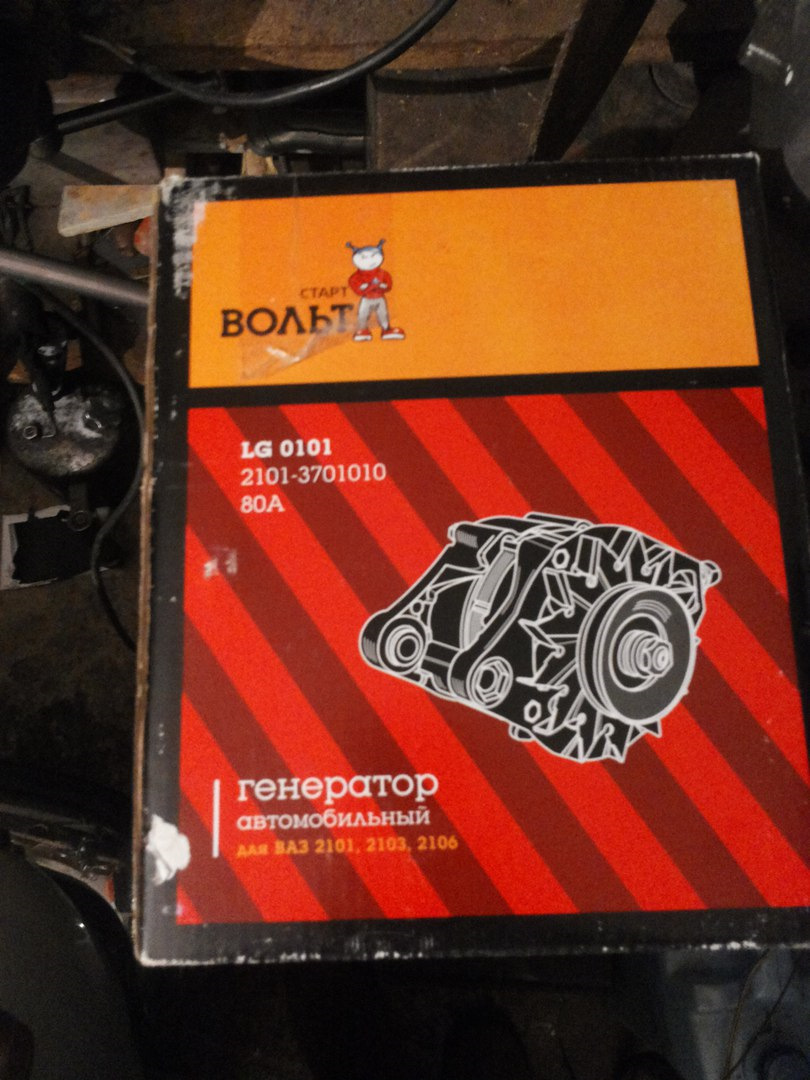 СТАРТ
ВОЛЬТ
LG 0101
2101-3701010
80А
генератор
автомобильный
для ВАЗ 2101, 2103, 2106